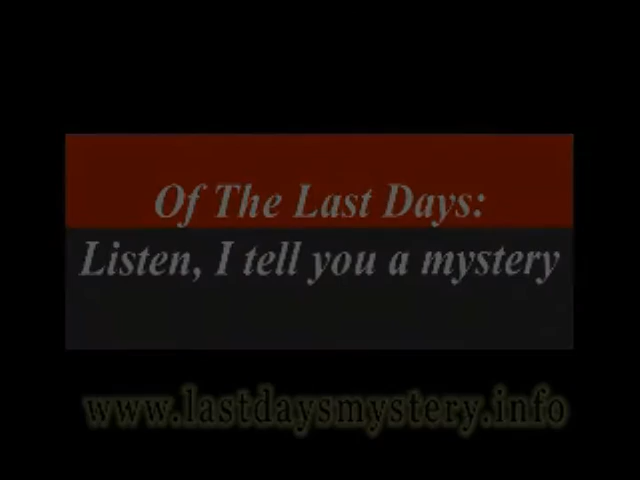 Of The Last Days:
Listen, I tell you a mystery
www.lastdaysmystery.info